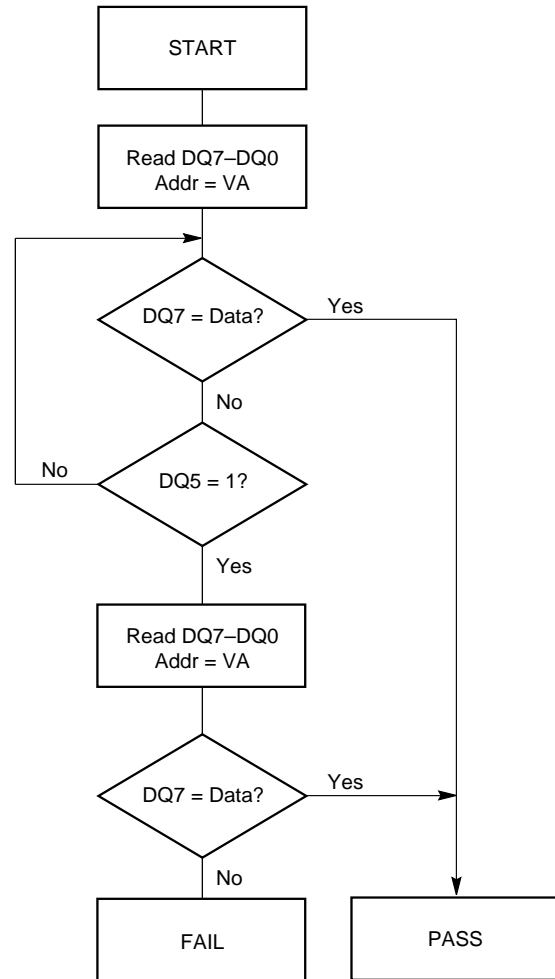 START
Read DQ7–DQ0
Addr = VA
DQ7 = Data?
Yes
No
No
DQ5 = 1?
Yes
Read DQ7–DQ0
Addr = VA
DQ7 = Data?
Yes
No
FAIL
PASS